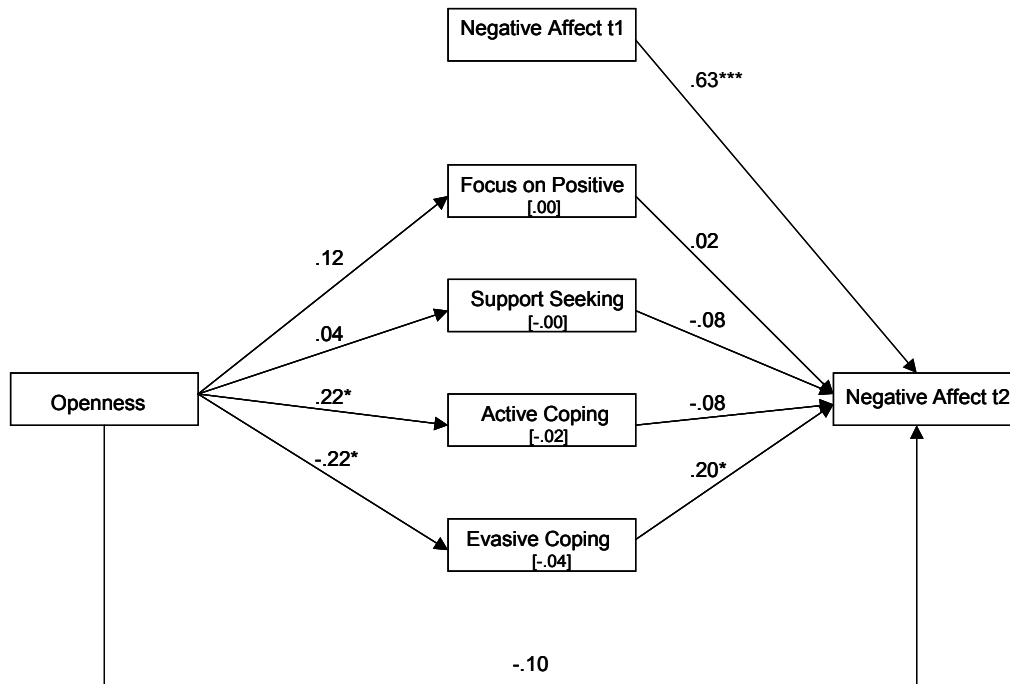 Negative Affect t1
.63***
Focus on Positive
[.00]
.12
.02
Support Seeking
[-.00]
.04
-.08
Openness
.22*
Active Coping
[-.02]
-.08
Negative Affect t2
-.22*
.20*
Evasive Coping
[-.04]
-.10